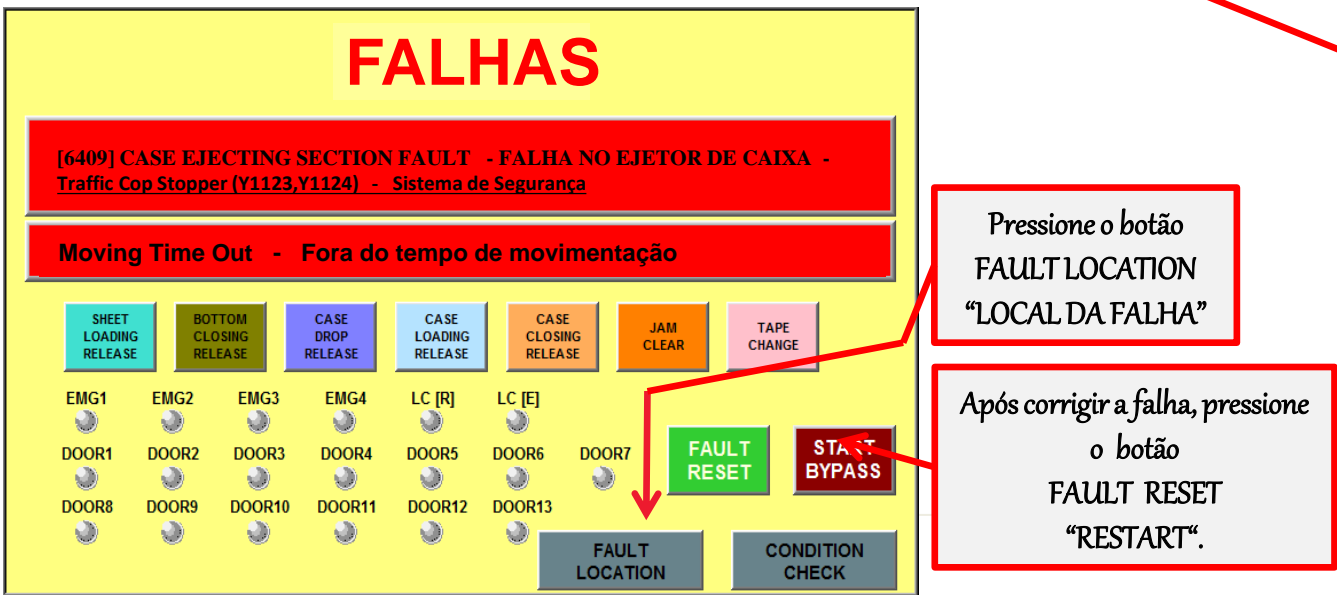 FALHAS
[6409] CASE EJECTING SECTION FAULT - FALHA NO EJETOR DE CAIXA -
Traffic Cop Stopper (Y1123,Y1124) - Sistema de Segurança
Moving Time Out - Fora do tempo de movimentação
SHEET
LOADING
RELEASE
BOTTOM
CLOSING
RELEASE
CASE
DROP
RELEASE
CASE
LOADING
RELEASE
CASE
CLOSING
RELEASE
JAM
CLEAR
TAPE
CHANGE
EMG1 EMG2 EMG3 EMG4 LC [R] LC [E]
DOOR1 DOOR2 DOOR3 DOOR4 DOOR5 DOOR6 DOOR7
DOOR8 DOOR9 DOOR10 DOOR11 DOOR12 DOOR13
FAULT
RESET
START
BYPASS
FAULT
LOCATION
CONDITION
CHECK
Pressione o botão
FAULT LOCATION
“LOCAL DA FALHA”
Após corrigir a falha, pressione
o botão
FAULT RESET
“RESTART“.